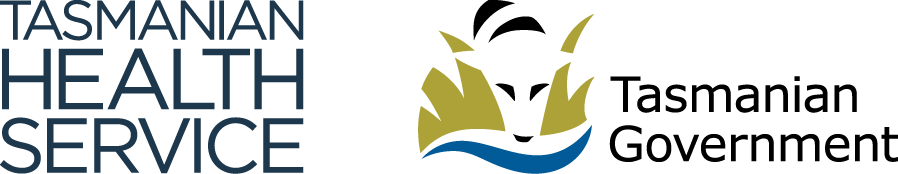 TASMANIAN
HEALTH
SERVICE
Tasmanian
Government